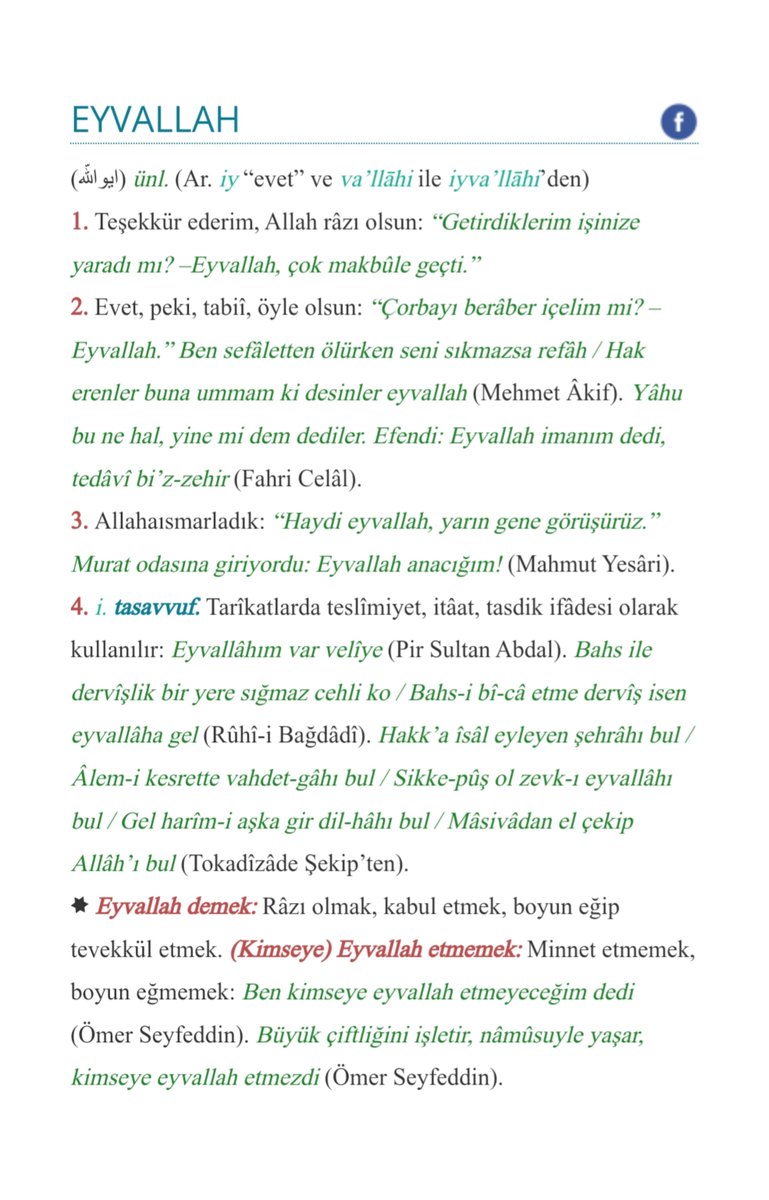 EYVALLAH
f
(ايو الله) ünl. (Ar. iy “evet” ve va’llāhi ile iyva’llāhi’den)
1. Teşekkür ederim, Allah râzı olsun: “Getirdiklerim işinize
yaradı mı? –Eyvallah, çok makbûle geçti.”
2. Evet, peki, tabiî, öyle olsun: “Çorbayı berâber içelim mi? –
Eyvallah.” Ben sefâletten ölürken seni sıkmazsa refâh / Hak
erenler buna ummam ki desinler eyvallah (Mehmet Âkif). Yâhu
bu ne hal, yine mi dem dediler. Efendi: Eyvallah imanım dedi,
tedâvî bi’z-zehir (Fahri Celâl).
3. Allahaısmarladık: “Haydi eyvallah, yarın gene görüşürüz.”
Murat odasına giriyordu: Eyvallah anacığım! (Mahmut Yesâri).
4. i. tasavvuf. Tarîkatlarda teslîmiyet, itâat, tasdik ifâdesi olarak
kullanılır: Eyvallâhım var velîye (Pir Sultan Abdal). Bahs ile
dervîşlik bir yere sığmaz cehli ko / Bahs-i bî-câ etme dervîş isen
eyvallâha gel (Rûhî-i Bağdâdî). Hakk’a îsâl eyleyen şehrâhı bul /
Âlem-i kesrette vahdet-gâhı bul / Sikke-pûş ol zevk-ı eyvallâhı
bul / Gel harîm-i aşka gir dil-hâhı bul / Mâsivâdan el çekip
Allâh’ı bul (Tokadîzâde Şekip’ten).
✷ Eyvallah demek: Râzı olmak, kabul etmek, boyun eğip
tevekkül etmek. (Kimseye) Eyvallah etmemek: Minnet etmemek,
boyun eğmemek: Ben kimseye eyvallah etmeyeceğim dedi
(Ömer Seyfeddin). Büyük çiftliğini işletir, nâmûsuyle yaşar,
kimseye eyvallah etmezdi (Ömer Seyfeddin).